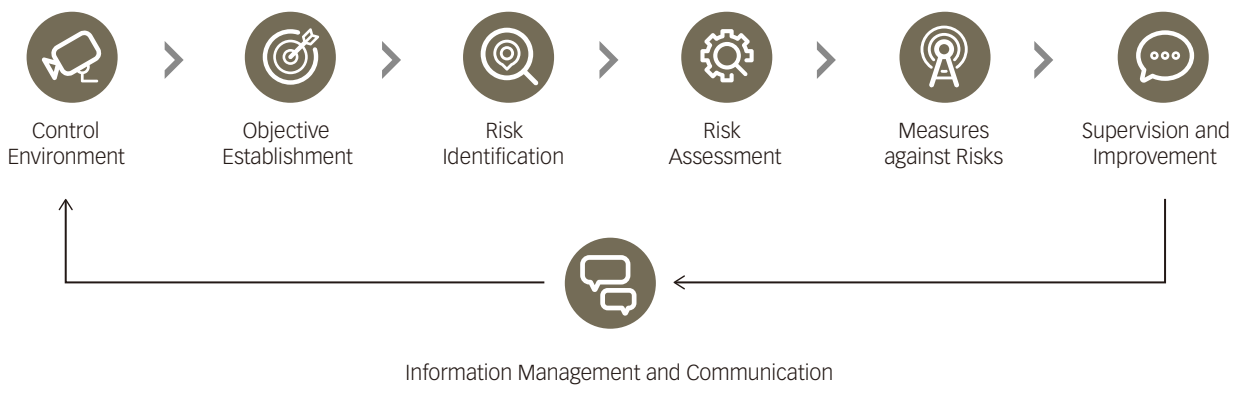 Control
Environment
Objective
Establishment
Risk
Identification
Risk
Assessment
Measures
against Risks
Supervision and
Improvement
Information Management and Communication